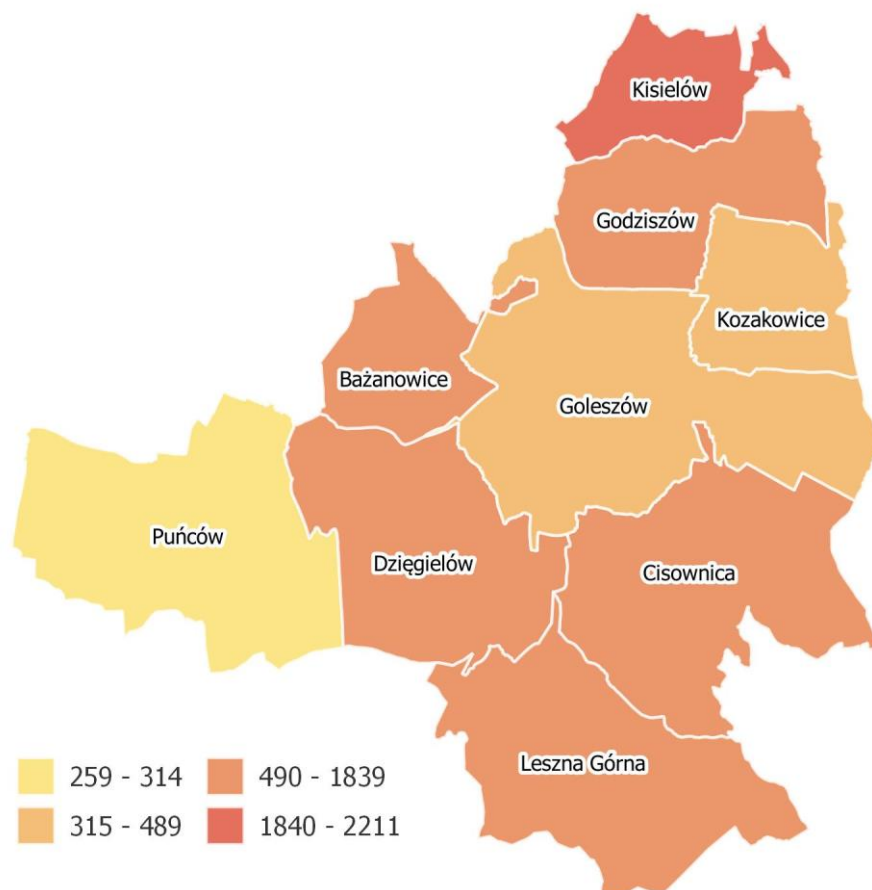 Kisielów
Godziszów
Kozakowice
Bażanowice
Goleszów
Puńców
Dzięgielów
Cisownica
Leszna Górna
259 - 314
490 - 1839
315 - 489
1840 - 2211